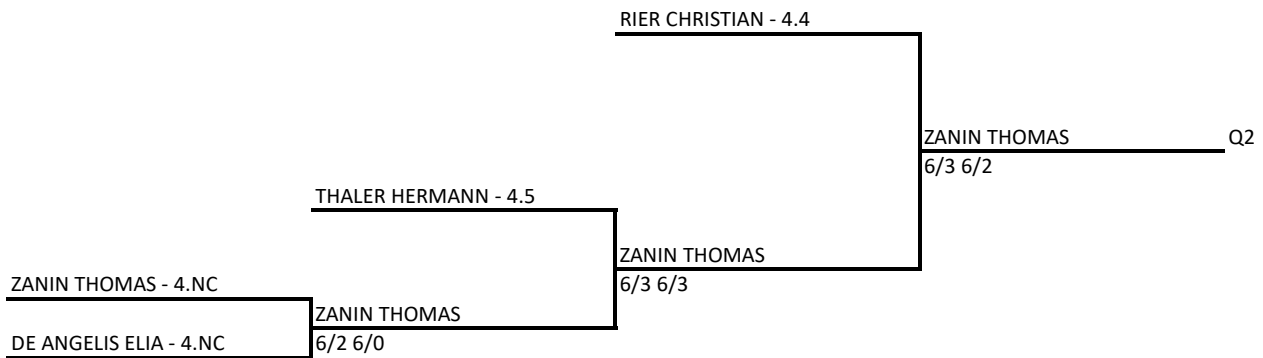 RIER CHRISTIAN - 4.4
ZANIN THOMAS
Q2
6/3 6/2
THALER HERMANN - 4.5
ZANIN THOMAS
6/3 6/3
ZANIN THOMAS - 4.NC
ZANIN THOMAS
6/2 6/0
DE ANGELIS ELIA - 4.NC